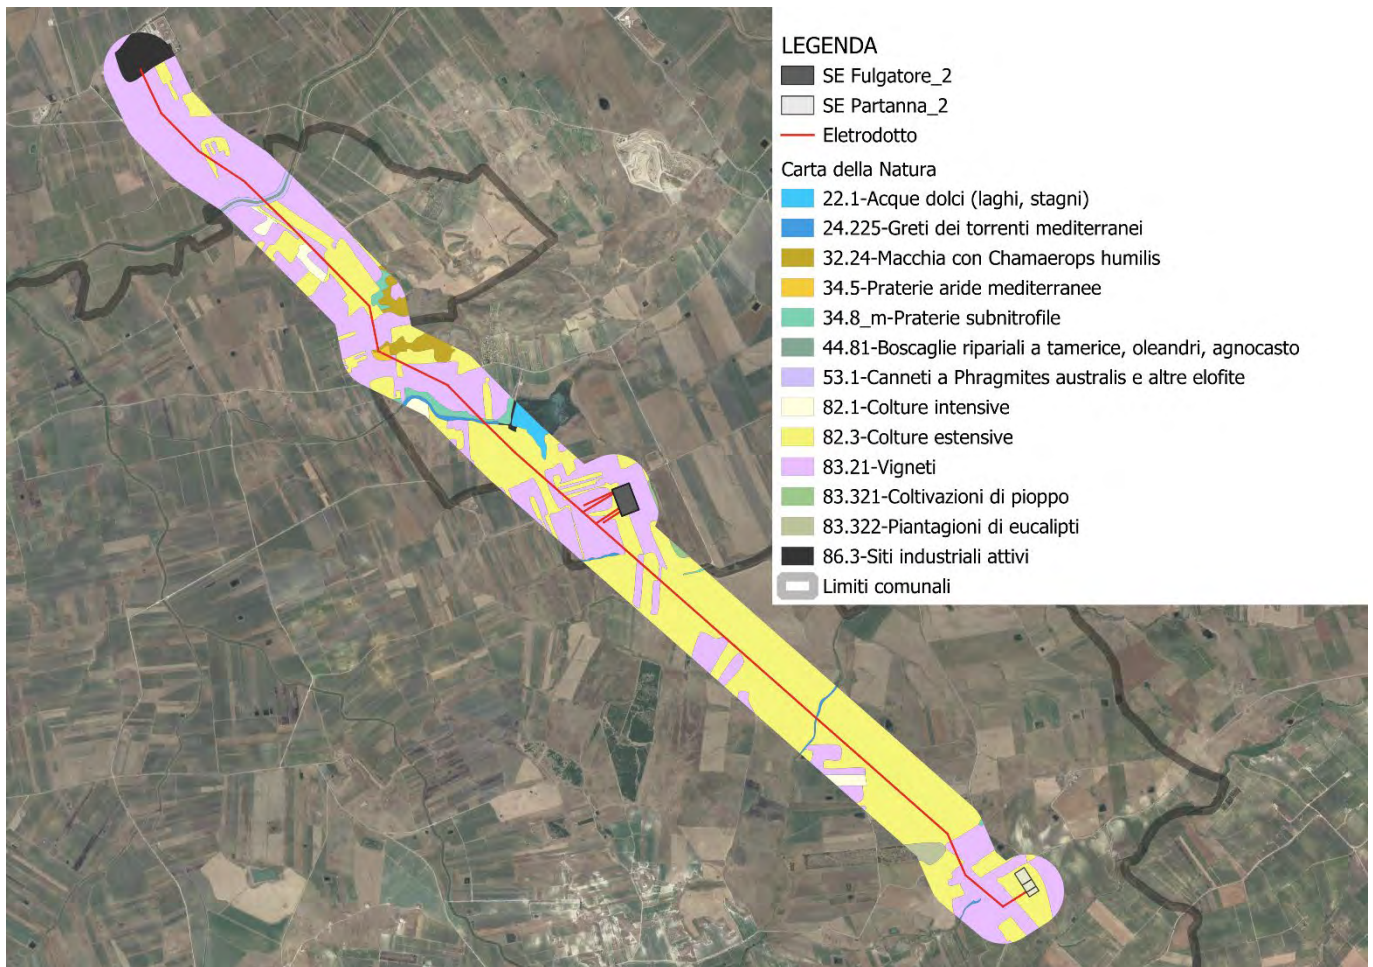 LEGENDA
SE Fulgatore_2
SE Partanna_2
Eletrodotto
Carta della Natura
22.1-Acque dolci (laghi, stagni)
24.225-Greti dei torrenti mediterranei
32.24-Macchia con Chamaerops humilis
34.5-Praterie aride mediterranee
34.8_m-Praterie subnitrofile
44.81-Boscaglie ripariali a tamerice, oleandri, agnocasto
53.1-Canneti a Phragmites australis e altre elofite
82.1-Colture intensive
82.3-Colture estensive
83.21-Vigneti
83.321-Coltivazioni di pioppo
83.322-Piantagioni di eucalipti
86.3-Siti industriali attivi
Limiti comunali